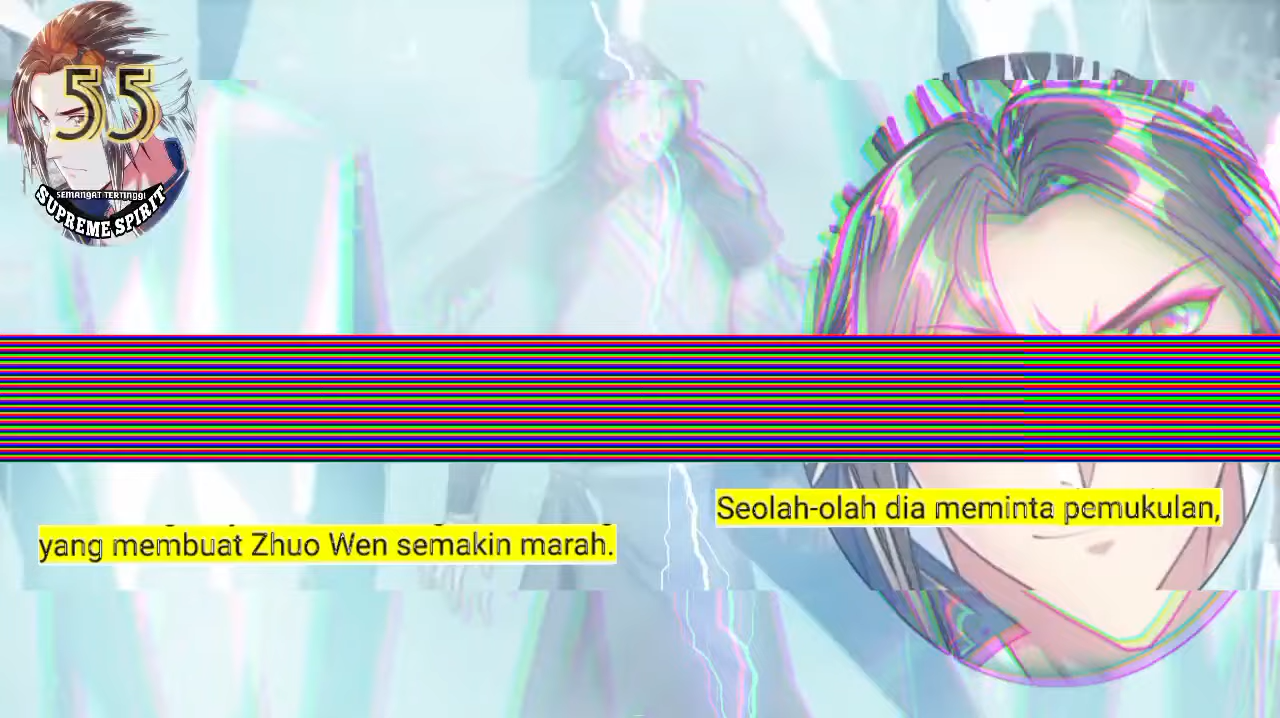 55
SEMANGAT TERTINGGI
SUPREME SPIRIT
yang membuat Zhuo Wen semakin marah.
Seolah-olah dia meminta pemukulan,